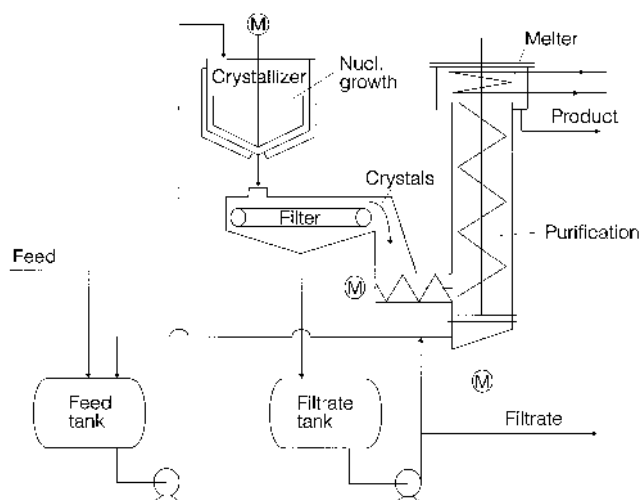 M
Melter
Crystallizer
Nucl.
growth
Product
Crystals
Filter
Purification
Feed
M
M
Feed
tank
Filtrate
tank
Filtrate